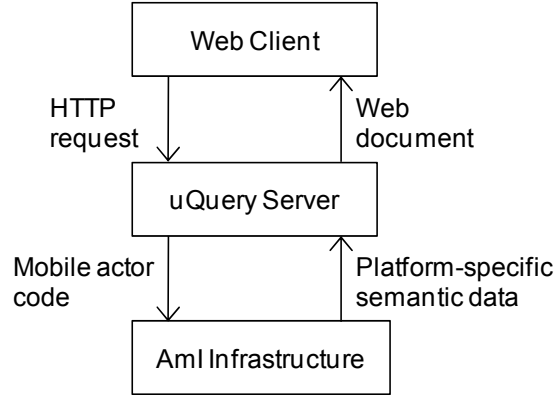 Web Client
HTTP
request
Web
document
uQuery Server
Mobile actor
code
Platform-specific
semantic data
AmI Infrastructure